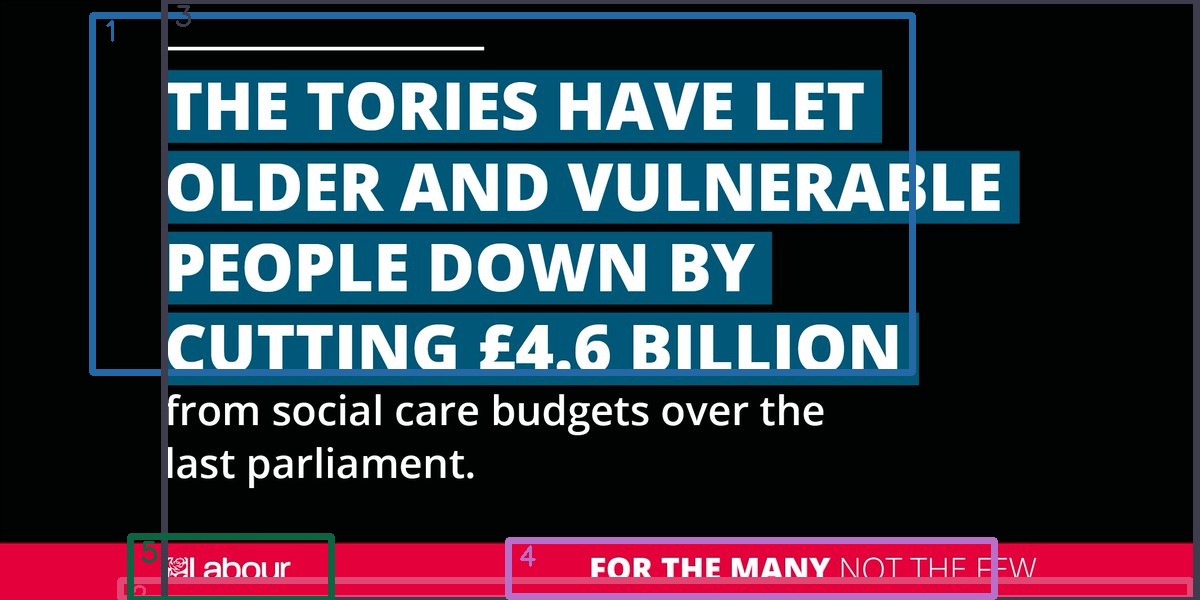 THE TORIES HAVE LET
OLDER AND VULNERABLE
PEOPLE DOWN BY
CUTTING £4.6 BILLION
from social care budgets over the
last parliament.
Labour
FOR THE MANY NOT THE FEW
1
3
5
4
2